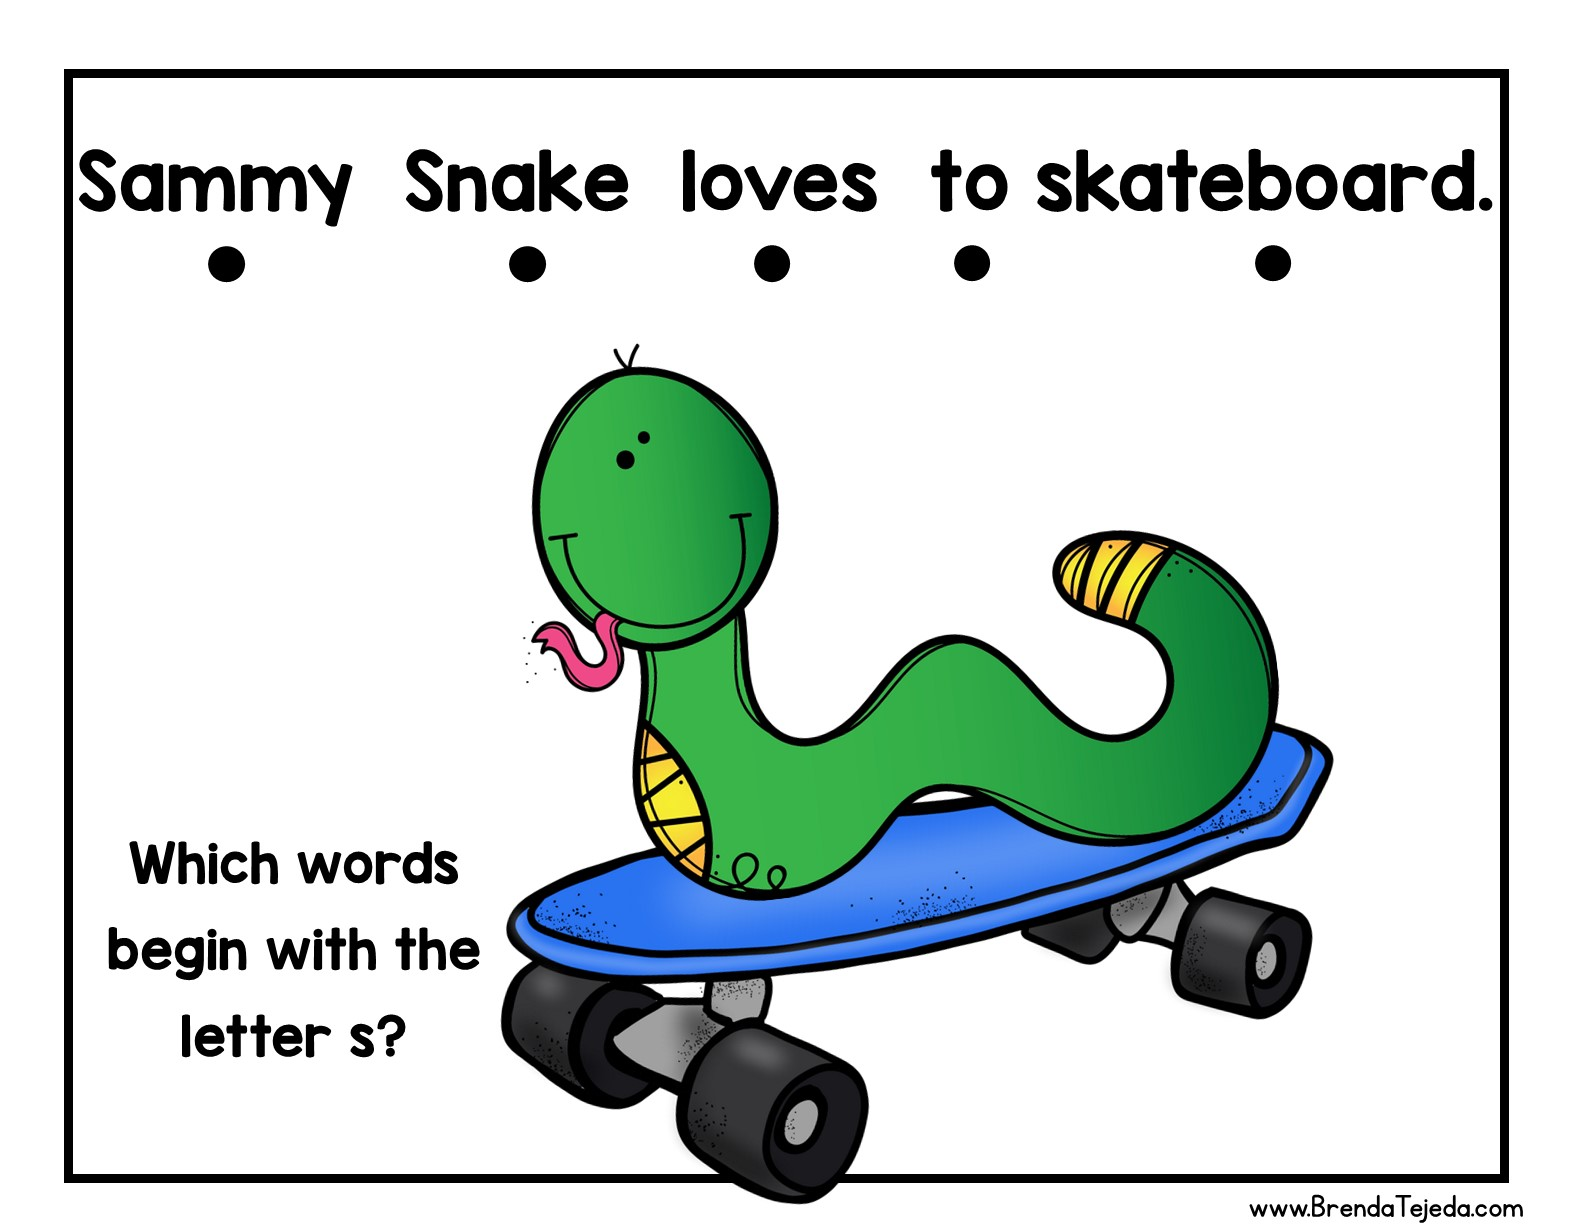 Sammy Snake loves to skateboard.
Which words
begin with the
letter s?
www.BrendaTejeda.com